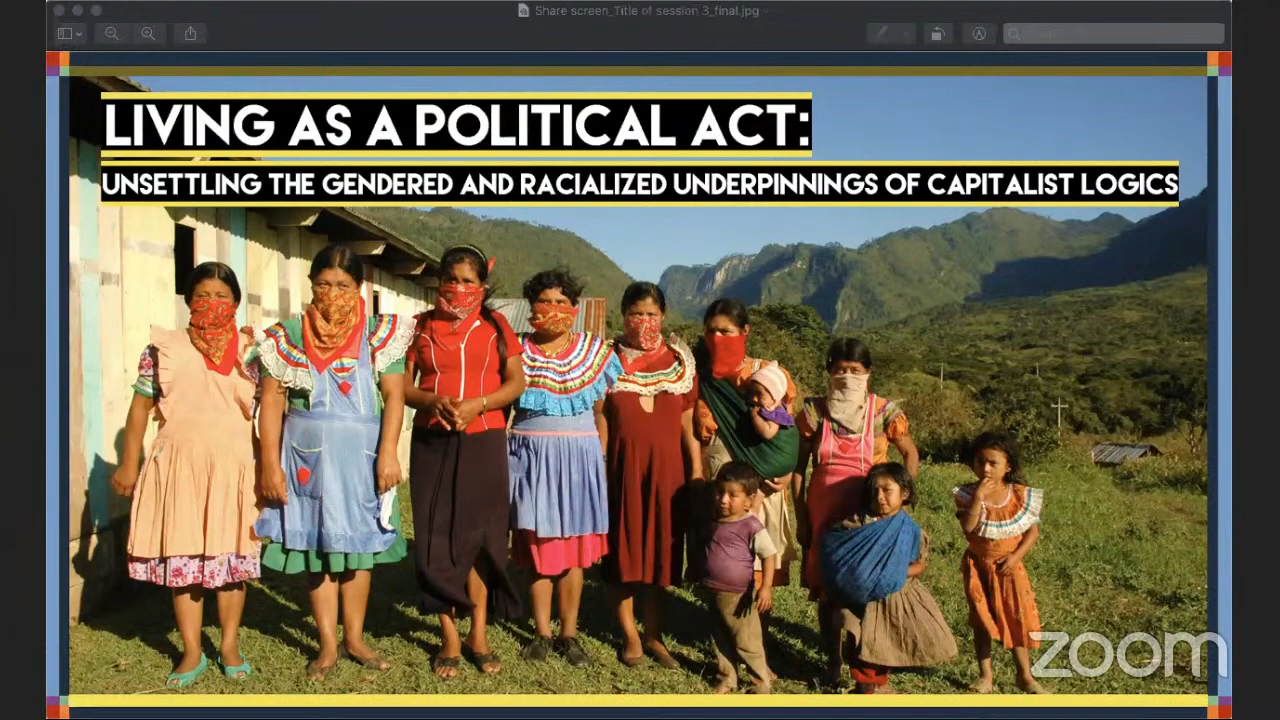 Share screen_Title of session 3_final.jpg
LIVING AS A POLITICAL ACT:
UNSETTLING THE GENDERED AND RACIALIZED UNDERPINNINGS OF CAPITALIST LOGICS
zoom